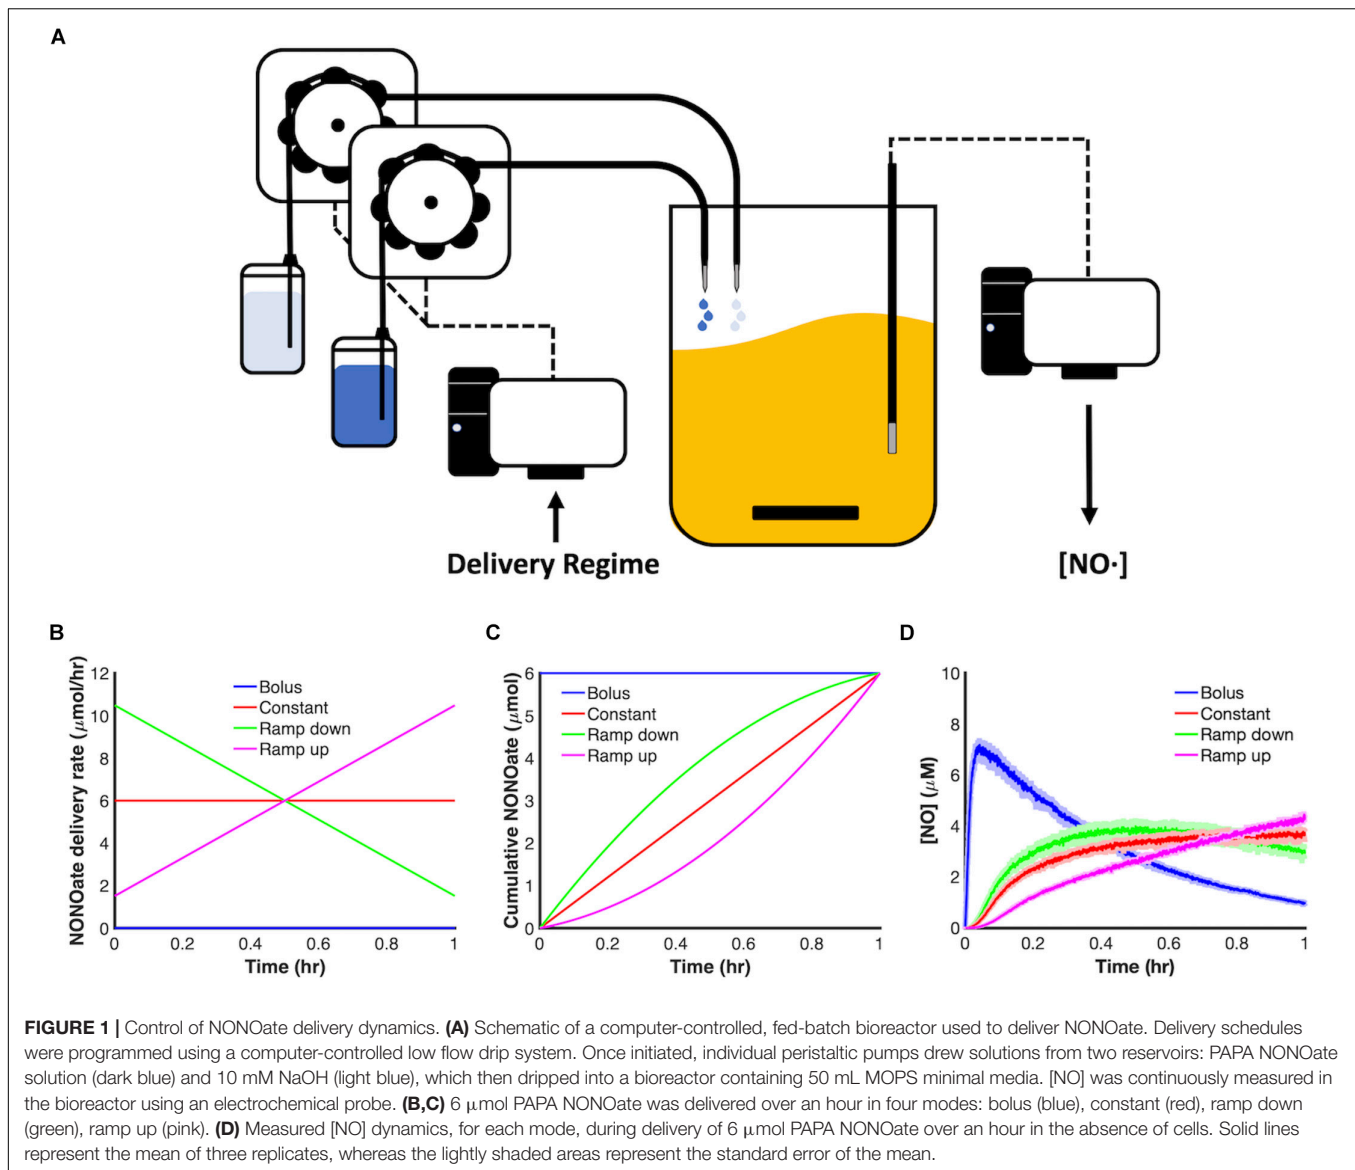 A
Delivery Regime
[NO·]
B
NONOate delivery rate (μmol/hr)
12
10
8
6
4
2
0
Bolus
Constant
Ramp down
Ramp up
0
0.2
0.4
0.6
0.8
1
Time (hr)
C
Cumulative NONOate (μmol)
6
5
4
3
2
1
0
Bolus
Constant
Ramp down
Ramp up
0
0.2
0.4
0.6
0.8
1
Time (hr)
D
[NO] (μM)
10
8
6
4
2
0
Bolus
Constant
Ramp down
Ramp up
0
0.2
0.4
0.6
0.8
1
Time (hr)
FIGURE 1 | Control of NONOate delivery dynamics. (A) Schematic of a computer-controlled, fed-batch bioreactor used to deliver NONOate. Delivery schedules
were programmed using a computer-controlled low flow drip system. Once initiated, individual peristaltic pumps drew solutions from two reservoirs: PAPA NONOate
solution (dark blue) and 10 mM NaOH (light blue), which then dripped into a bioreactor containing 50 mL MOPS minimal media. [NO] was continuously measured in
the bioreactor using an electrochemical probe. (B,C) 6 μmol PAPA NONOate was delivered over an hour in four modes: bolus (blue), constant (red), ramp down
(green), ramp up (pink). (D) Measured [NO] dynamics, for each mode, during delivery of 6 μmol PAPA NONOate over an hour in the absence of cells. Solid lines
represent the mean of three replicates, whereas the lightly shaded areas represent the standard error of the mean.